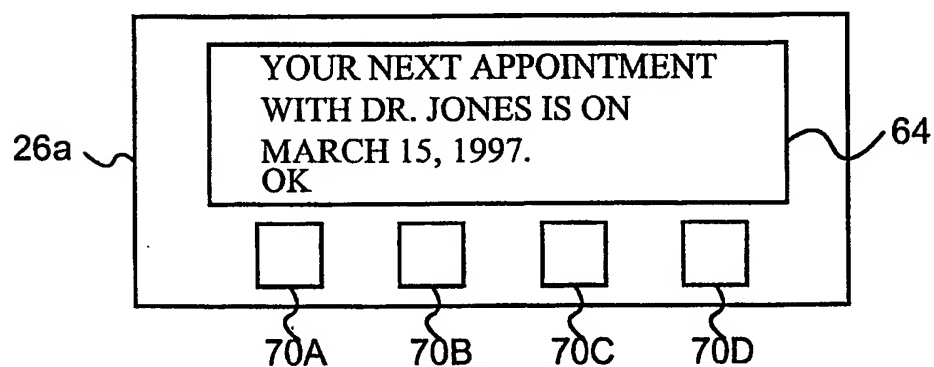 YOUR NEXT APPOINTMENT
WITH DR. JONES IS ON
MARCH 15, 1997.
OK
26a
64
70A
70B
70C
70D